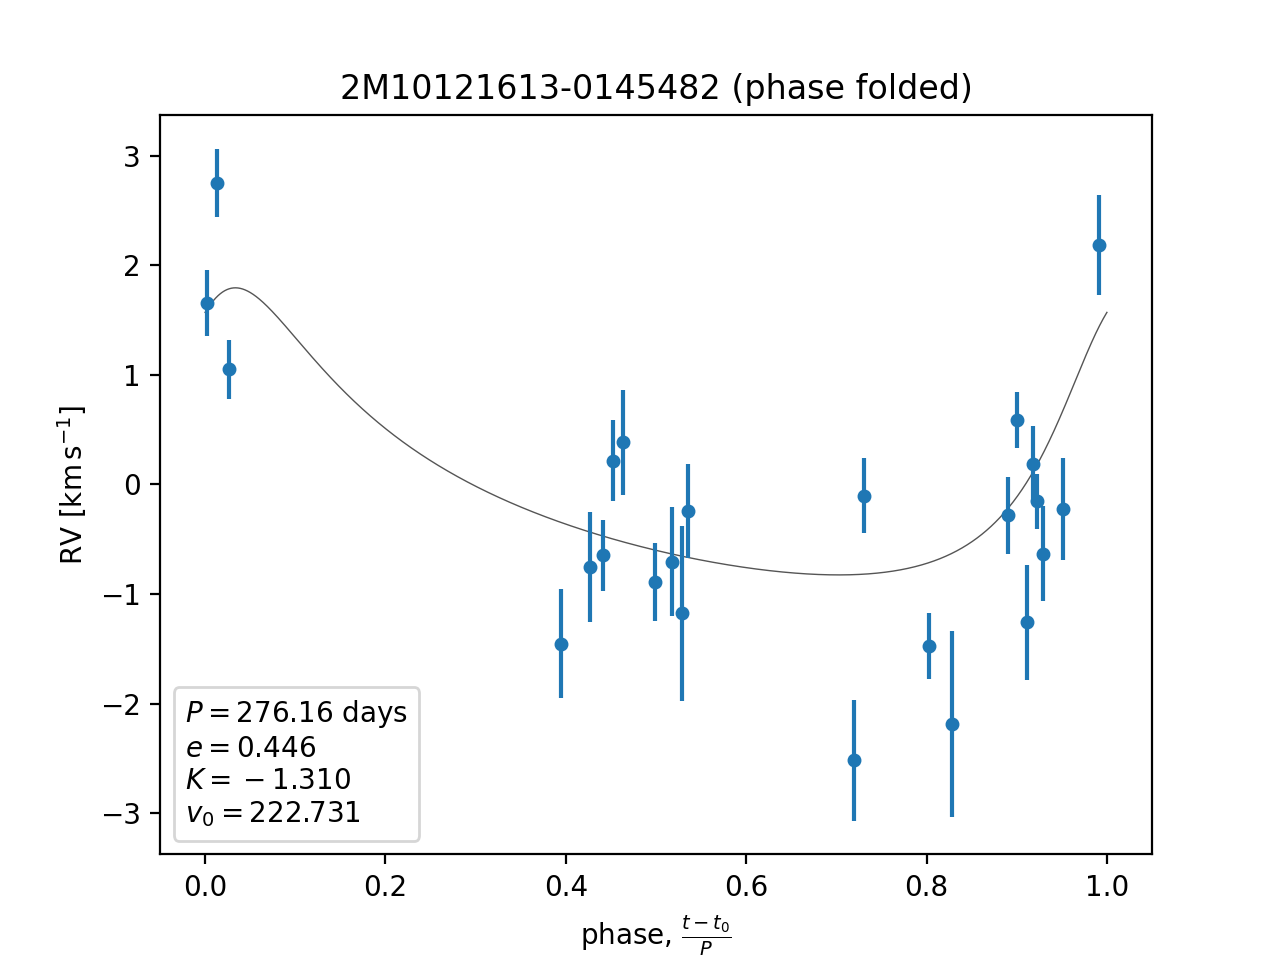 2M10121613-0145482 (phase folded)
RV [km s⁻¹]
3
2
1
0
−1
−2
−3
P = 276.16 days
e = 0.446
K = −1.310
v₀ = 222.731
0.0 0.2 0.4 0.6 0.8 1.0
phase, (t − t₀)/P